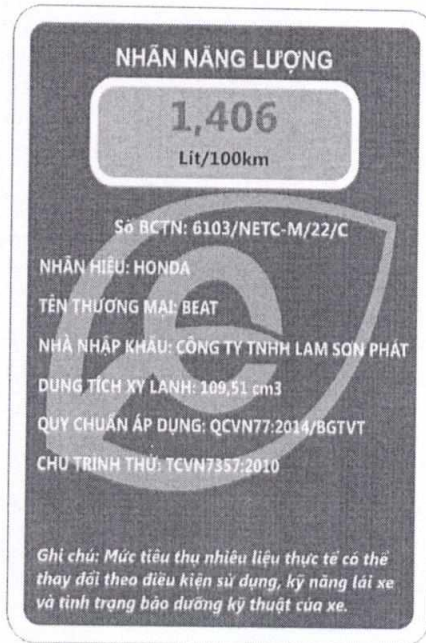 NHÃN NĂNG LƯỢNG
1,406
Lít/100km
Số BCTN: 6103/NETC-M/22/C
NHÃN HIỆU: HONDA
TÊN THƯƠNG MẠI: BEAT
NHÀ NHẬP KHẨU: CÔNG TY TNHH LAM SƠN PHÁT
DUNG TÍCH XY LANH: 109,51 cm3
QUY CHUẨN ÁP DỤNG: QCVN77:2014/BGTVT
CHU TRÌNH THỬ: TCVN7357:2010
Ghi chú: Mức tiêu thụ nhiêu liệu thực tế có thể
thay đổi theo điều kiện sử dụng, kỹ năng lái xe
và tình trạng bảo dưỡng kỹ thuật của xe.